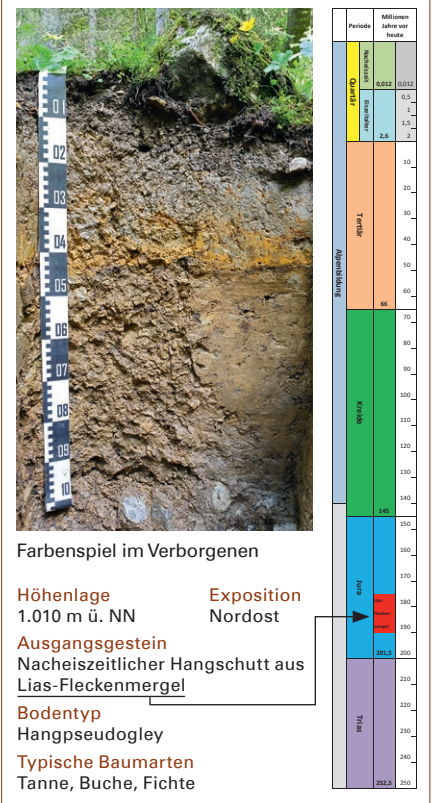 01
02
03
04
05
06
07
08
09
10
Farbenspiel im Verborgenen
Höhenlage
1.010 m ü. NN
Exposition
Nordost
Ausgangsgestein
Nacheiszeitlicher Hangschutt aus
Lias-Fleckenmergel
Bodentyp
Hangpseudogley
Typische Baumarten
Tanne, Buche, Fichte
Periode
Millionen
Jahre vor
heute
Alpenbildung
Quartär
Nacheiszeit
0,012
0,012
Eiszeitalter
0,5
1
1,5
2,6
2
Tertiär
10
20
30
40
50
60
66
Kreide
70
80
90
100
110
120
130
140
145
Jura
150
160
170
180
190
mergel
201,5
200
Trias
210
220
230
240
252,5
250